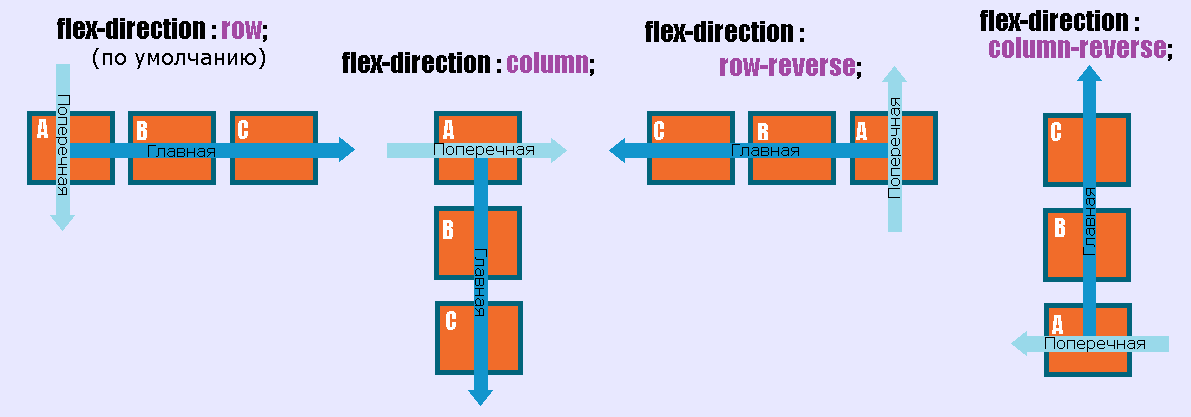 flex-direction : row;
(по умолчанию)
A
B
C
Поперечная
Главная
flex-direction : column;
A
Поперечная
B
C
Главная
flex-direction :
row-reverse;
C
R
A
Главная
Поперечная
flex-direction :
column-reverse;
C
B
A
Главная
Поперечная